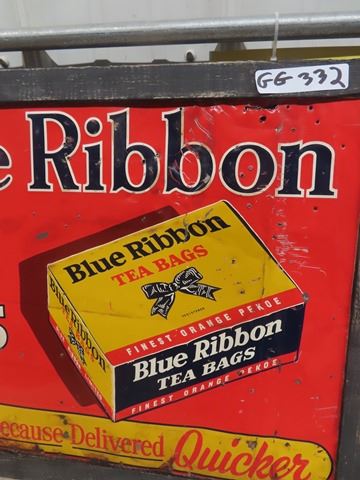 GG 332
e Ribbon
Blue Ribbon
TEA BAGS
FINEST ORANGE PEKOE
Blue Ribbon
TEA BAGS
FINEST ORANGE PEKOE
Blue Ribbon
TEA BAGS
S
ecause Delivered Quicker